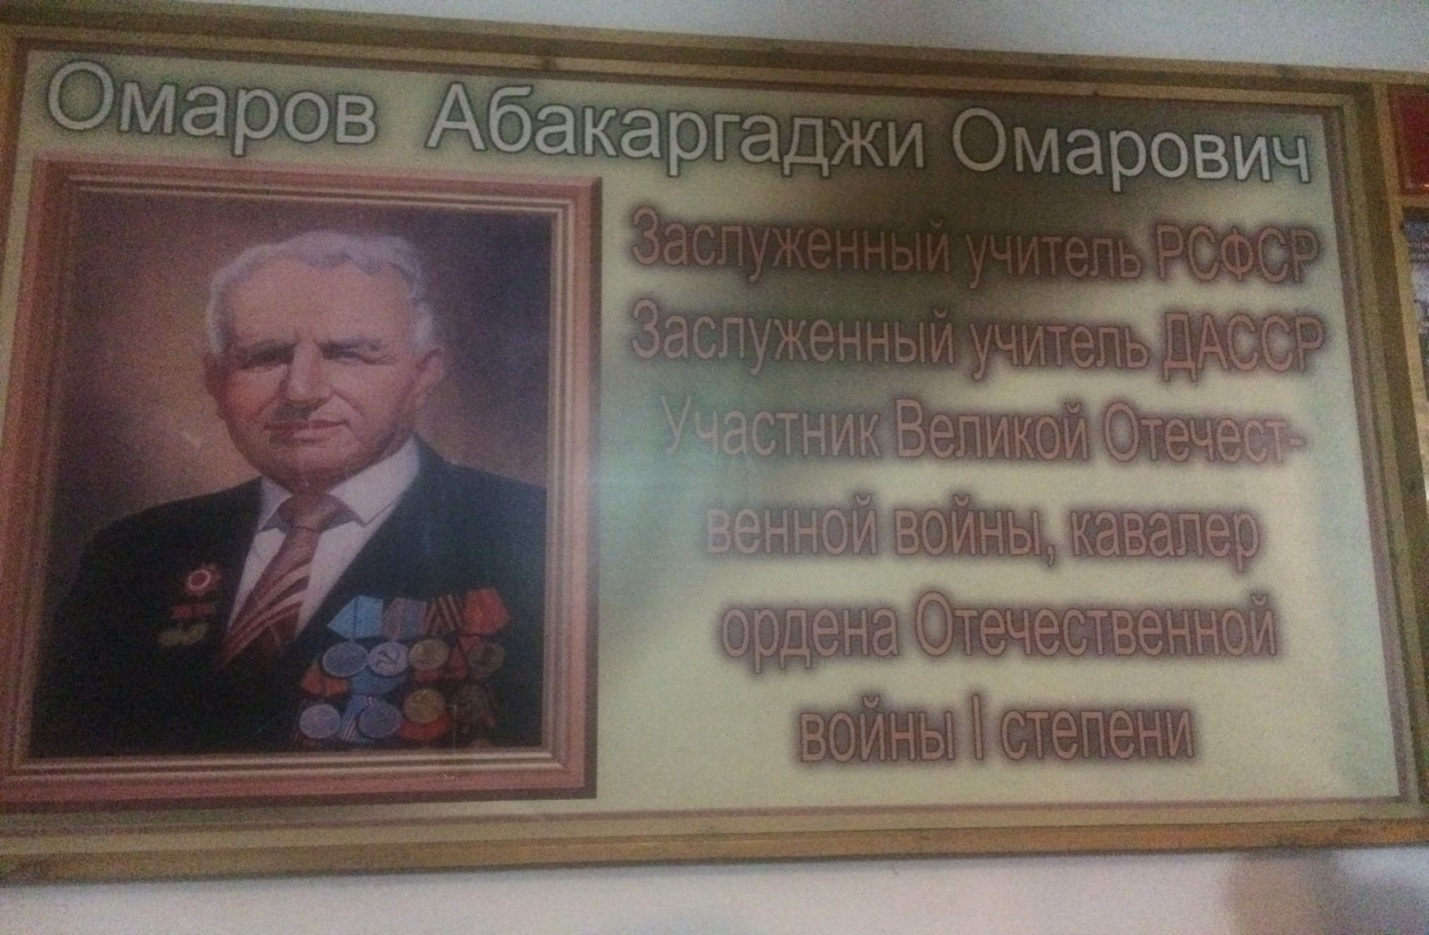 Омаров Абакаргаджи Омарович
Заслуженный учитель РСФСР
Заслуженный учитель ДАССР
Участник Великой Отечест-
венной войны, кавалер
ордена Отечественной
войны I степени